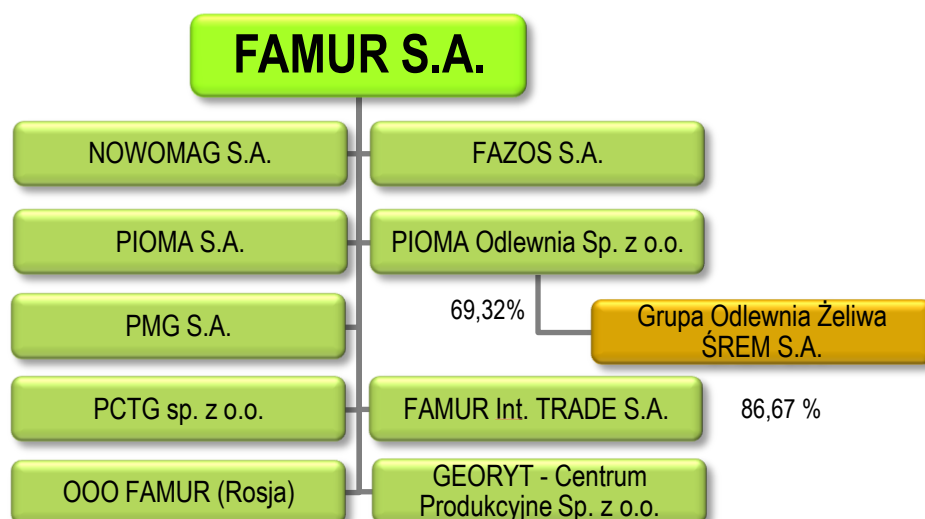 FAMUR S.A.
NOWOMAG S.A.
FAZOS S.A.
PIOMA S.A.
PIOMA Odlewnia Sp. z o.o.
PMG S.A.
69,32%
Grupa Odlewnia Żeliwa
ŚREM S.A.
PCTG sp. z o.o.
FAMUR Int. TRADE S.A.
86,67 %
OOO FAMUR (Rosja)
GEORYT - Centrum
Produkcyjne Sp. z o.o.